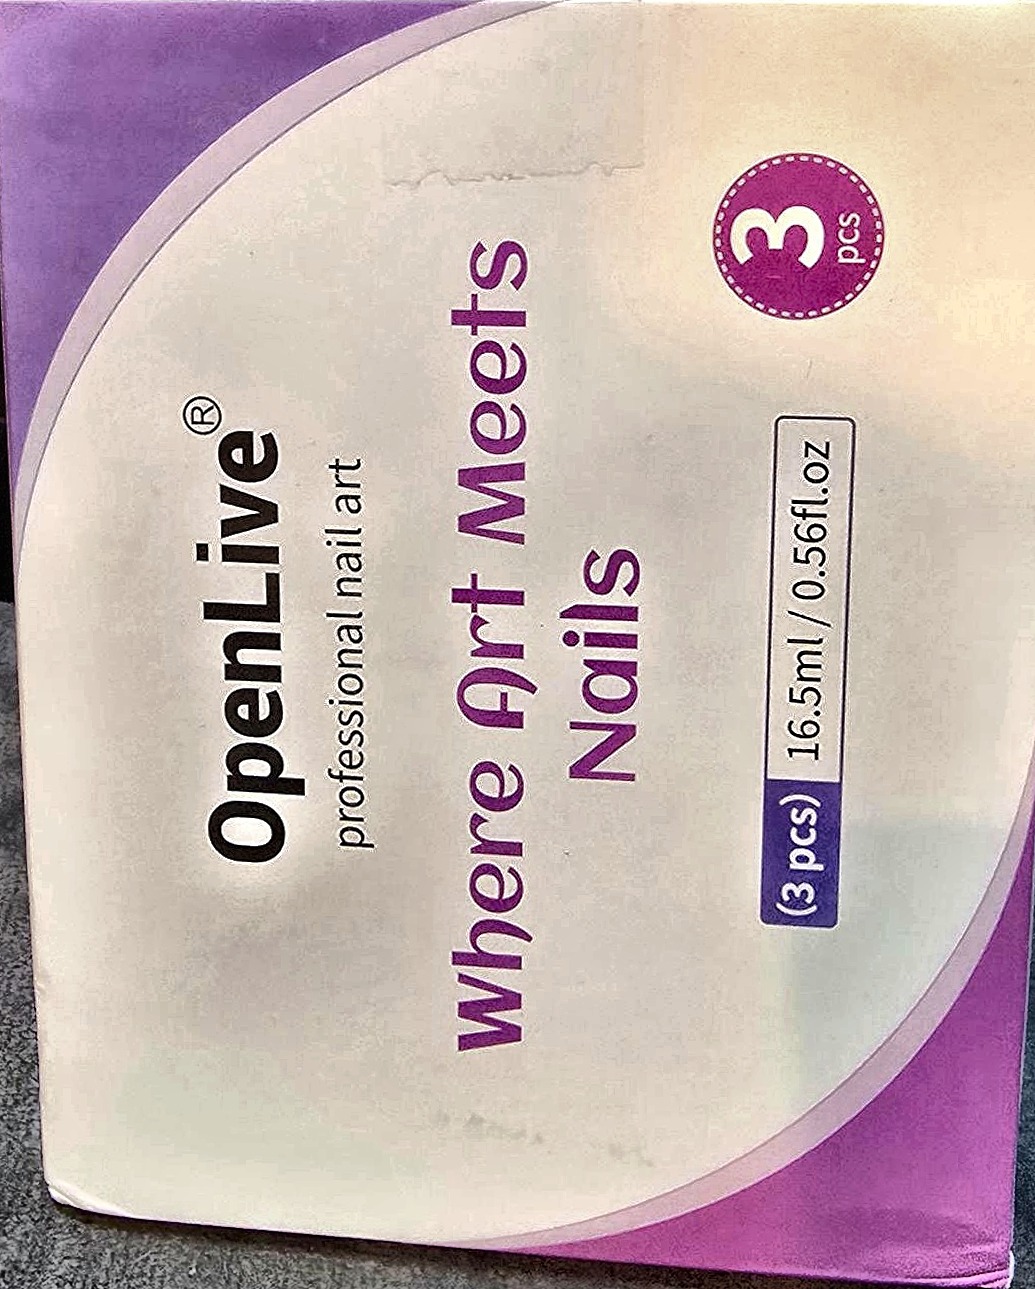 OpenLive®
professional nail art
Where Art Meets
Nails
(3 pcs) 16.5ml / 0.56fl.oz
3
pcs